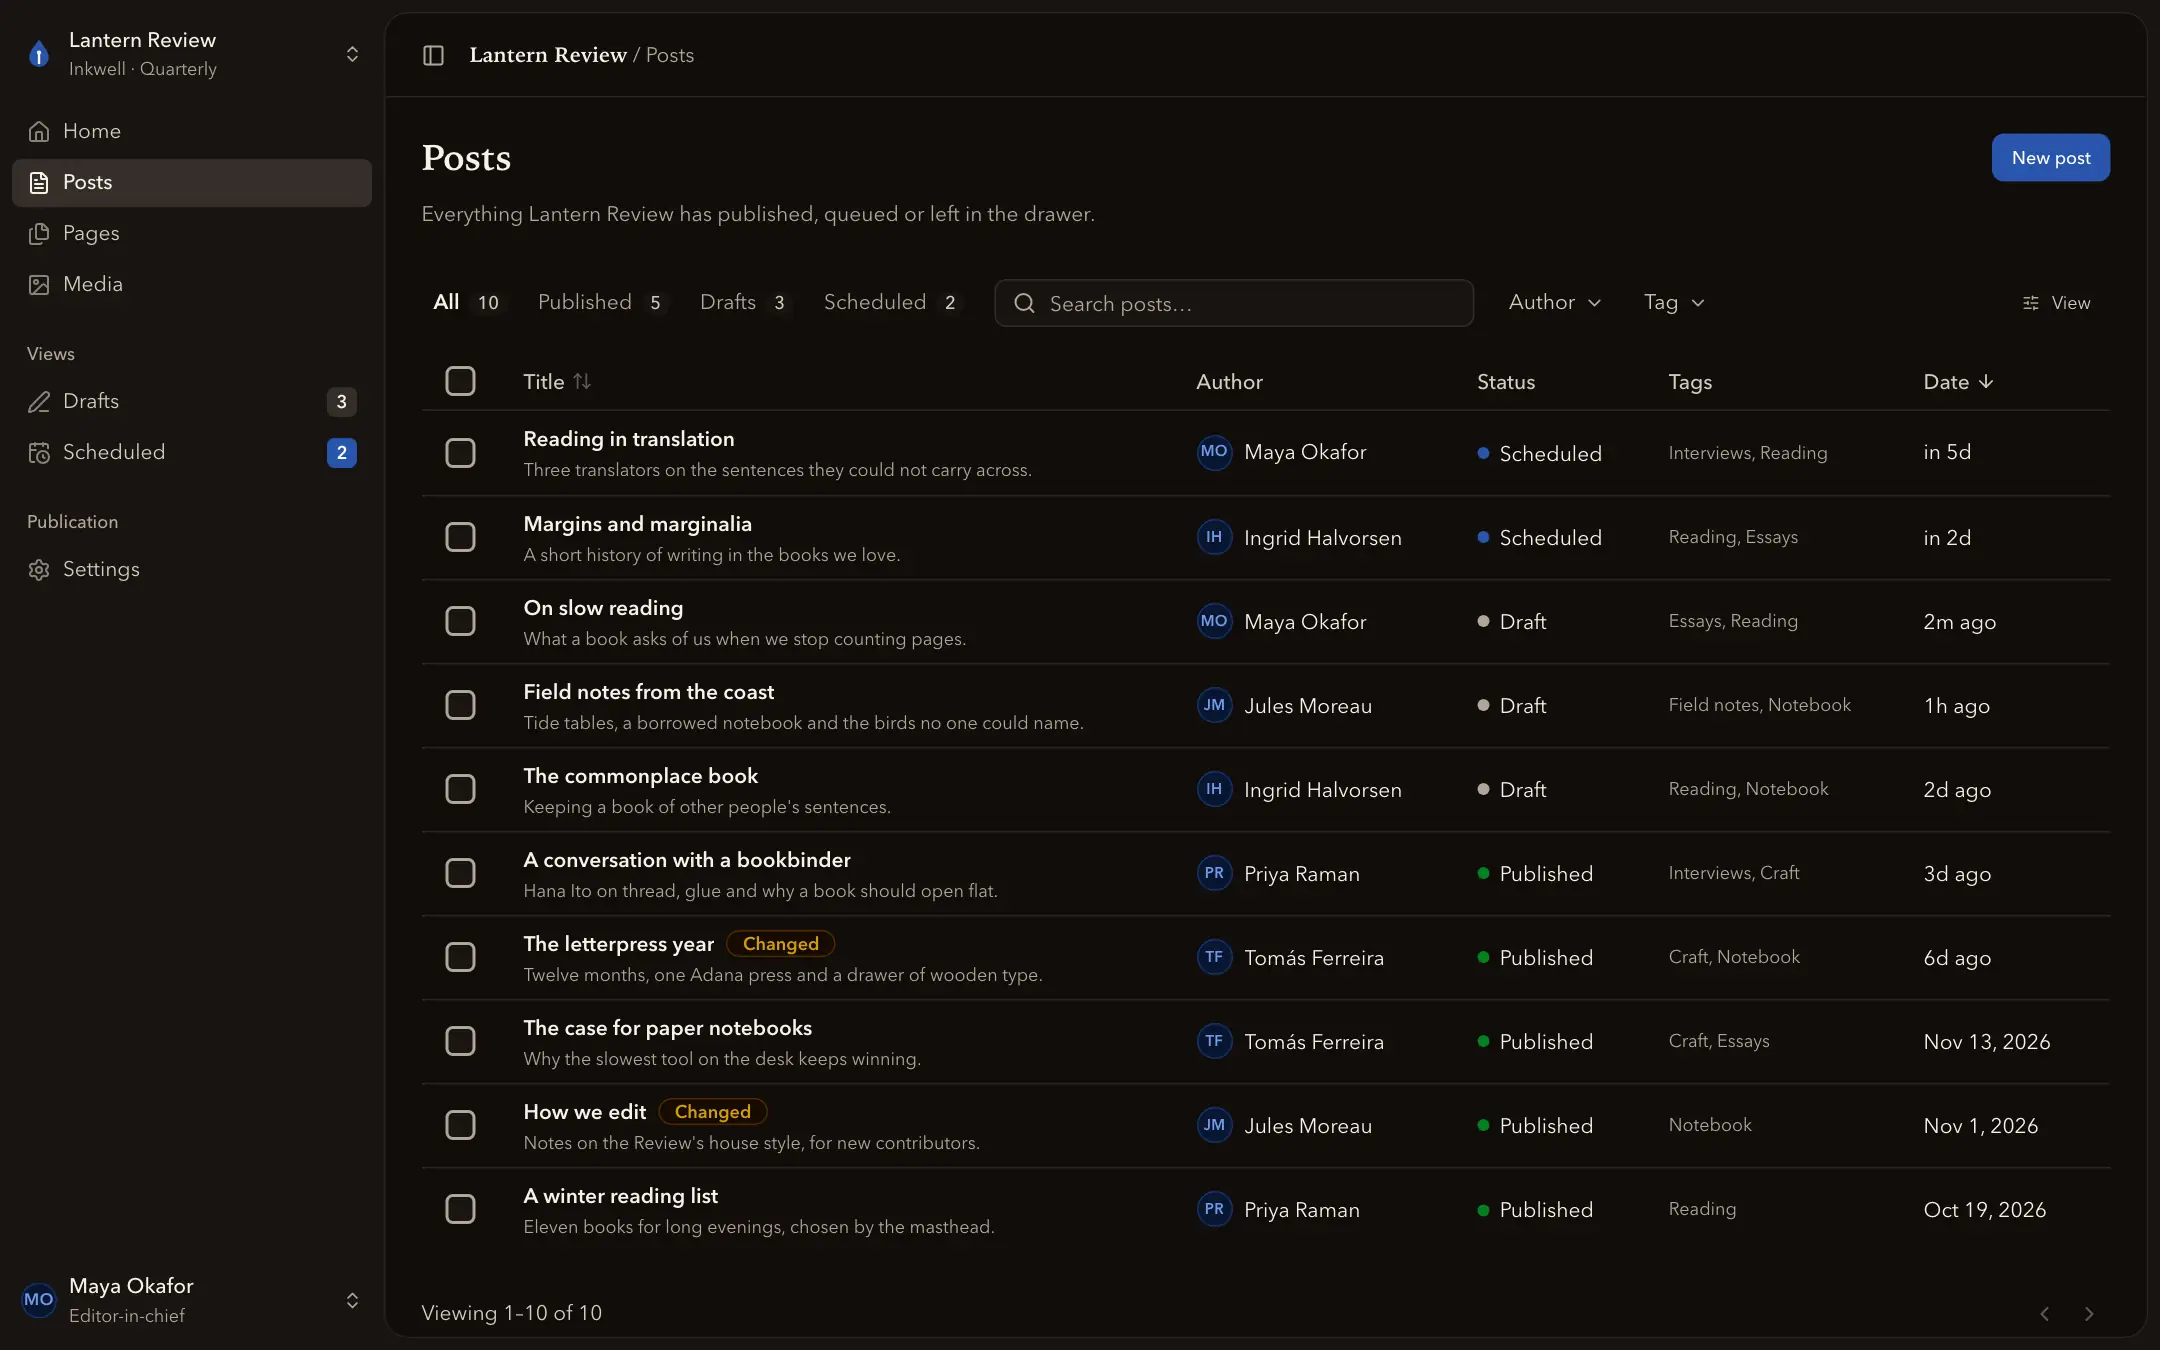 Lantern Review
Inkwell · Quarterly
Home
Posts
Pages
Media
Views
Drafts 3
Scheduled 2
Publication
Settings
MO Maya Okafor
Editor-in-chief
Lantern Review / Posts
Posts
New post
Everything Lantern Review has published, queued or left in the drawer.
All 10 Published 5 Drafts 3 Scheduled 2 Search posts… Author Tag View
Title Author Status Tags Date
Reading in translation
Three translators on the sentences they could not carry across.
MO Maya Okafor Scheduled Interviews, Reading in 5d
Margins and marginalia
A short history of writing in the books we love.
IH Ingrid Halvorsen Scheduled Reading, Essays in 2d
On slow reading
What a book asks of us when we stop counting pages.
MO Maya Okafor Draft Essays, Reading 2m ago
Field notes from the coast
Tide tables, a borrowed notebook and the birds no one could name.
JM Jules Moreau Draft Field notes, Notebook 1h ago
The commonplace book
Keeping a book of other people's sentences.
IH Ingrid Halvorsen Draft Reading, Notebook 2d ago
A conversation with a bookbinder
Hana Ito on thread, glue and why a book should open flat.
PR Priya Raman Published Interviews, Craft 3d ago
The letterpress year Changed
Twelve months, one Adana press and a drawer of wooden type.
TF Tomás Ferreira Published Craft, Notebook 6d ago
The case for paper notebooks
Why the slowest tool on the desk keeps winning.
TF Tomás Ferreira Published Craft, Essays Nov 13, 2026
How we edit Changed
Notes on the Review's house style, for new contributors.
JM Jules Moreau Published Notebook Nov 1, 2026
A winter reading list
Eleven books for long evenings, chosen by the masthead.
PR Priya Raman Published Reading Oct 19, 2026
Viewing 1–10 of 10